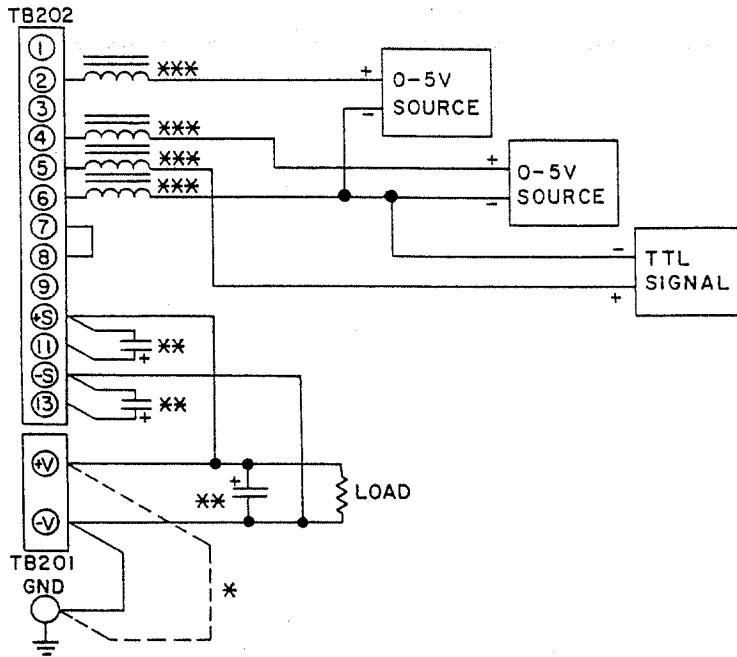 TB202
1
2
***
+
0-5V
SOURCE
-
3
4
***
+
0-5V
SOURCE
-
5
***
6
***
7
8
-
TTL
SIGNAL
+
9
+S
11
+
**
-S
13
+
**
+V
+
**
LOAD
-V
TB201
GND
*